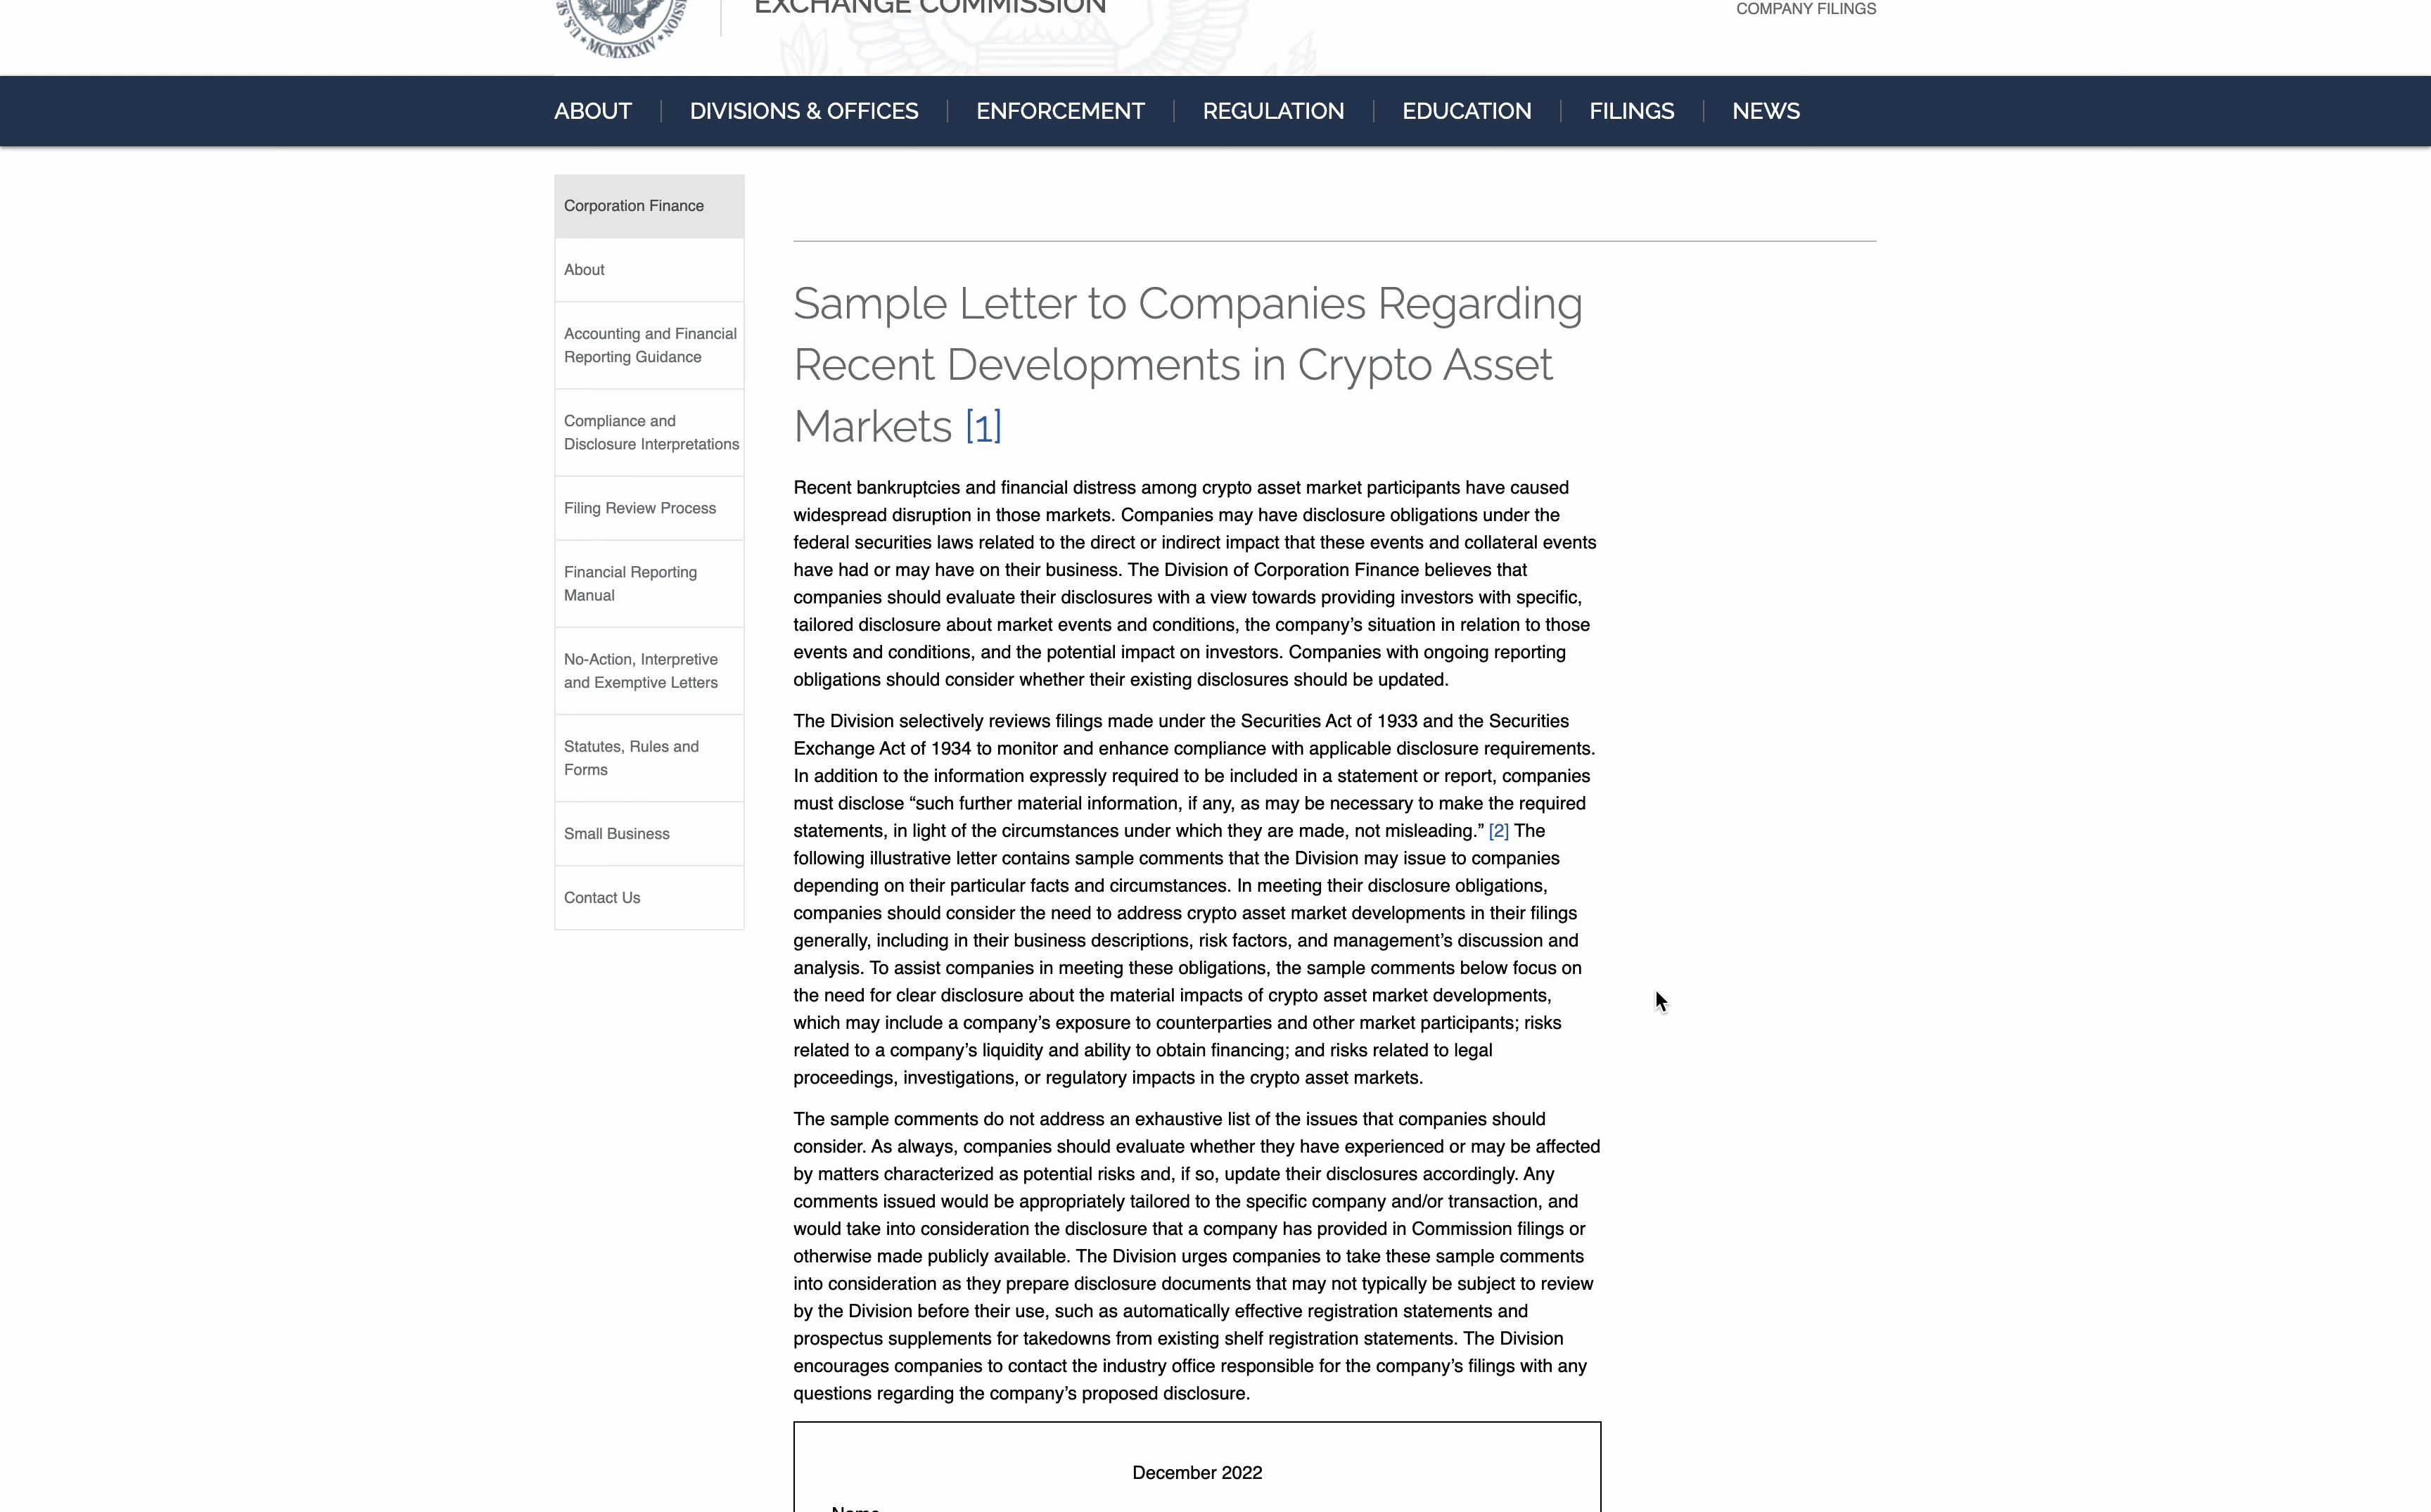 EXCHANGE COMMISSION
COMPANY FILINGS
MCMXXXIV
ABOUT
DIVISIONS & OFFICES
ENFORCEMENT
REGULATION
EDUCATION
FILINGS
NEWS
Corporation Finance
About
Accounting and Financial
Reporting Guidance
Compliance and
Disclosure Interpretations
Filing Review Process
Financial Reporting
Manual
No-Action, Interpretive
and Exemptive Letters
Statutes, Rules and
Forms
Small Business
Contact Us
Sample Letter to Companies Regarding
Recent Developments in Crypto Asset
Markets [1]
Recent bankruptcies and financial distress among crypto asset market participants have caused
widespread disruption in those markets. Companies may have disclosure obligations under the
federal securities laws related to the direct or indirect impact that these events and collateral events
have had or may have on their business. The Division of Corporation Finance believes that
companies should evaluate their disclosures with a view towards providing investors with specific,
tailored disclosure about market events and conditions, the company’s situation in relation to those
events and conditions, and the potential impact on investors. Companies with ongoing reporting
obligations should consider whether their existing disclosures should be updated.
The Division selectively reviews filings made under the Securities Act of 1933 and the Securities
Exchange Act of 1934 to monitor and enhance compliance with applicable disclosure requirements.
In addition to the information expressly required to be included in a statement or report, companies
must disclose “such further material information, if any, as may be necessary to make the required
statements, in light of the circumstances under which they are made, not misleading.” [2] The
following illustrative letter contains sample comments that the Division may issue to companies
depending on their particular facts and circumstances. In meeting their disclosure obligations,
companies should consider the need to address crypto asset market developments in their filings
generally, including in their business descriptions, risk factors, and management’s discussion and
analysis. To assist companies in meeting these obligations, the sample comments below focus on
the need for clear disclosure about the material impacts of crypto asset market developments,
which may include a company’s exposure to counterparties and other market participants; risks
related to a company’s liquidity and ability to obtain financing; and risks related to legal
proceedings, investigations, or regulatory impacts in the crypto asset markets.
The sample comments do not address an exhaustive list of the issues that companies should
consider. As always, companies should evaluate whether they have experienced or may be affected
by matters characterized as potential risks and, if so, update their disclosures accordingly. Any
comments issued would be appropriately tailored to the specific company and/or transaction, and
would take into consideration the disclosure that a company has provided in Commission filings or
otherwise made publicly available. The Division urges companies to take these sample comments
into consideration as they prepare disclosure documents that may not typically be subject to review
by the Division before their use, such as automatically effective registration statements and
prospectus supplements for takedowns from existing shelf registration statements. The Division
encourages companies to contact the industry office responsible for the company’s filings with any
questions regarding the company’s proposed disclosure.
December 2022